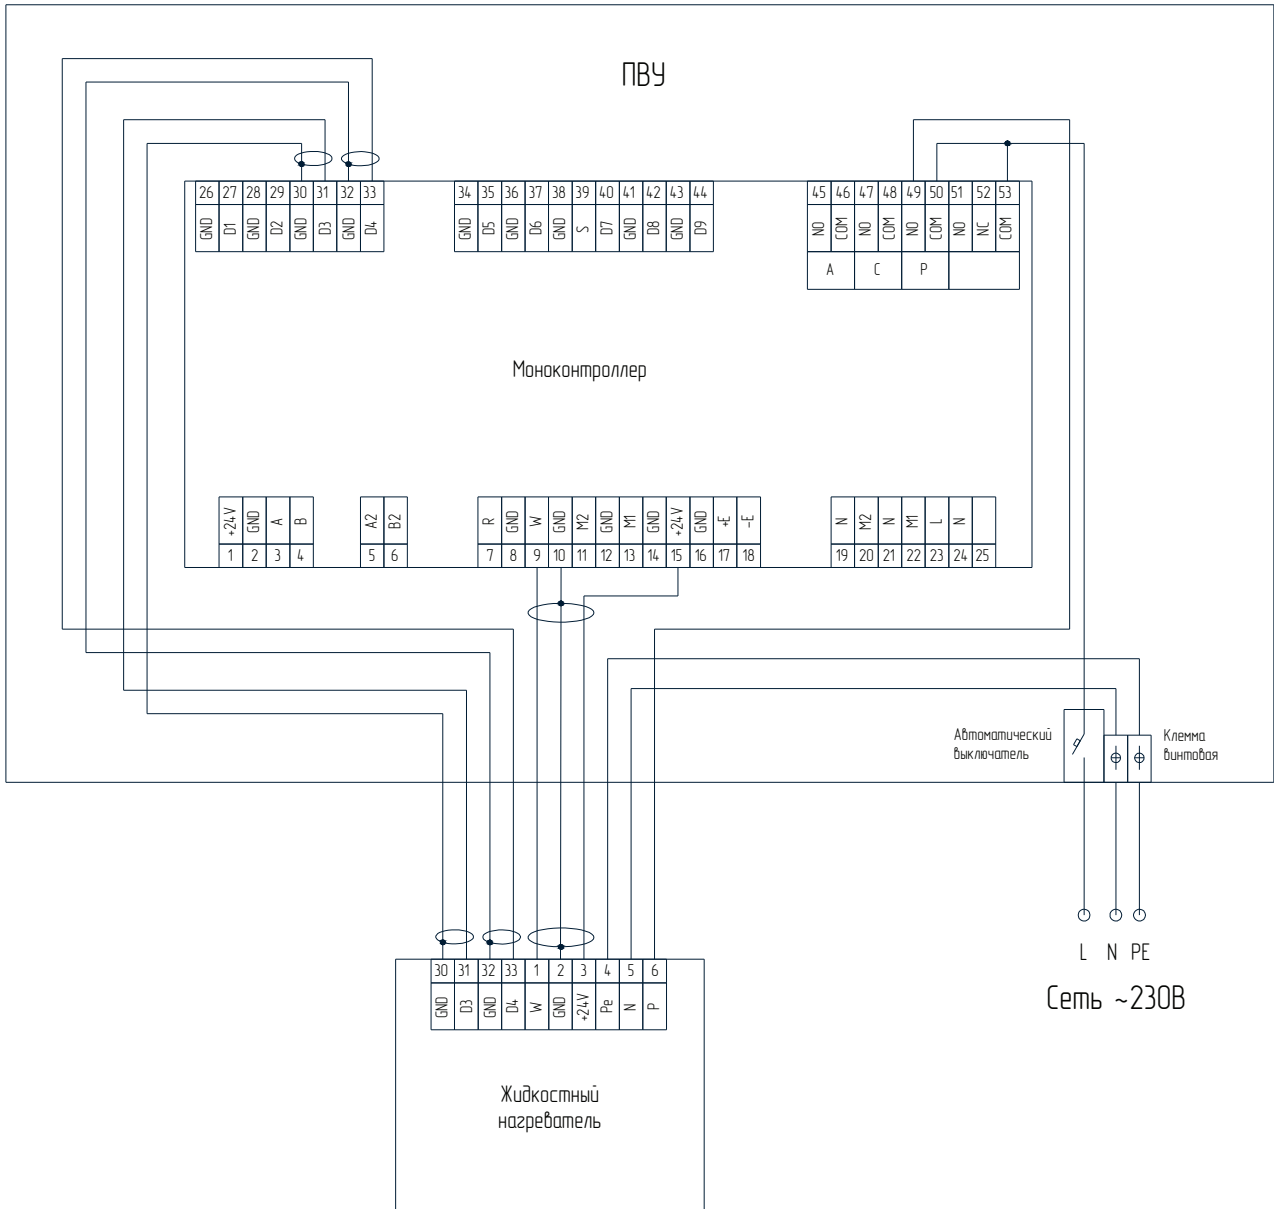 ПВУ
26 27 28 29 30 31 32 33
GND D1 GND D2 GND D3 GND D4
34 35 36 37 38 39 40 41 42 43 44
GND D5 GND D6 GND S D7 GND D8 GND D9
45 46 47 48 49 50 51 52 53
NO COM NO COM NO COM NO NC COM
A C P
Моноконтроллер
+24V GND A B
1 2 3 4
A2 B2
5 6
R GND W GND M2 GND M1 GND +24V GND +E -E
7 8 9 10 11 12 13 14 15 16 17 18
N M2 N M1 L N
19 20 21 22 23 24 25
Автоматический
выключатель
Клемма
винтовая
L N PE
Сеть ~230В
30 31 32 33 1 2 3 4 5 6
GND D3 GND D4 W GND +24V Pe N P
Жидкостный
нагреватель